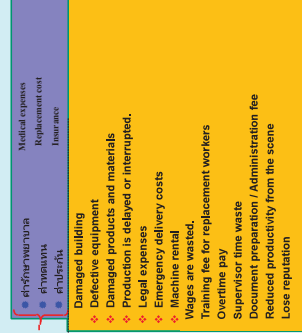 ค่ารักษาพยาบาล Medical expenses
ค่าทดแทน Replacement cost
ค่าประกัน Insurance
Damaged building
Defective equipment
Damaged products and materials
Production is delayed or interrupted.
Legal expenses
Emergency delivery costs
Machine rental
Wages are wasted.
Training fee for replacement workers
Overtime pay
Supervisor time waste
Document preparation / Administration fee
Reduced productivity from the scene
Lose reputation